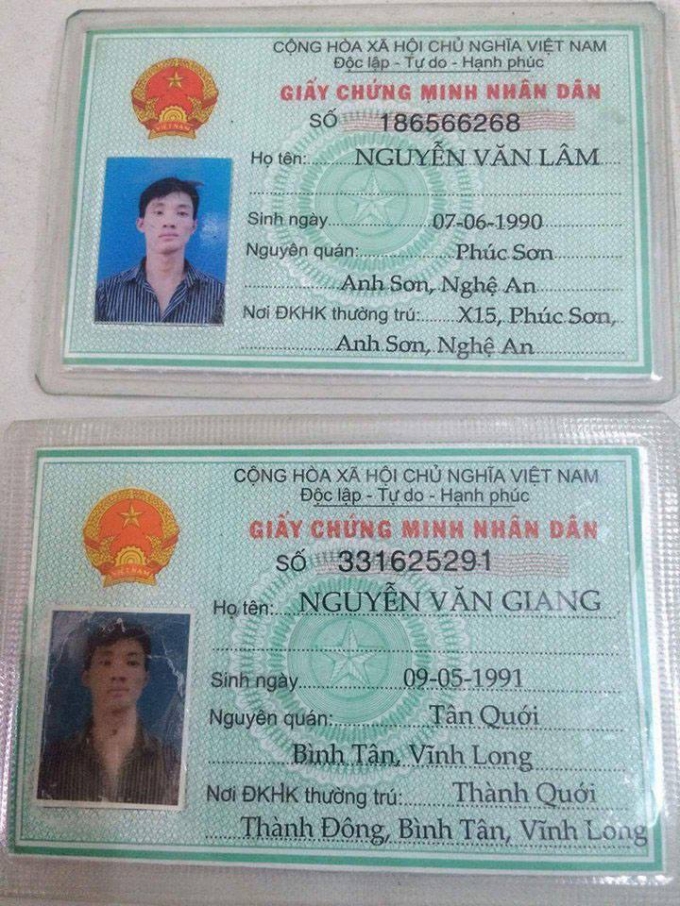 CỘNG HÒA XÃ HỘI CHỦ NGHĨA VIỆT NAM
Độc lập - Tự do - Hạnh phúc
GIẤY CHỨNG MINH NHÂN DÂN
SỐ 186566268
Họ tên: NGUYỄN VĂN LÂM
Sinh ngày 07-06-1990
Nguyên quán: Phúc Sơn
Anh Sơn, Nghệ An
Nơi ĐKHK thường trú: X15, Phúc Sơn,
Anh Sơn, Nghệ An
VIỆT NAM
CỘNG HÒA XÃ HỘI CHỦ NGHĨA VIỆT NAM
Độc lập - Tự do - Hạnh phúc
GIẤY CHỨNG MINH NHÂN DÂN
SỐ 331625291
Họ tên: NGUYỄN VĂN GIANG
Sinh ngày 09-05-1991
Nguyên quán: Tân Quới
Bình Tân, Vĩnh Long
Nơi ĐKHK thường trú: Thành Quới
Thành Đông, Bình Tân, Vĩnh Long
VIỆT NAM